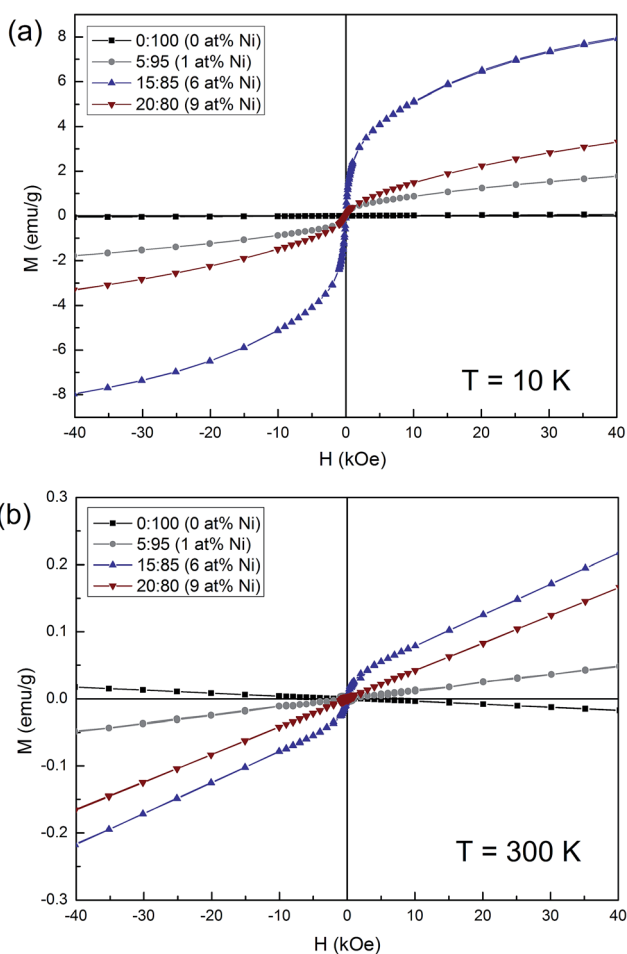 (a)
0:100 (0 at% Ni)
5:95 (1 at% Ni)
15:85 (6 at% Ni)
20:80 (9 at% Ni)
8
6
4
2
0
-2
-4
-6
-8
M (emu/g)
T = 10 K
-40 -30 -20 -10 0 10 20 30 40
H (kOe)
(b)
0:100 (0 at% Ni)
5:95 (1 at% Ni)
15:85 (6 at% Ni)
20:80 (9 at% Ni)
0.3
0.2
0.1
0.0
-0.1
-0.2
-0.3
M (emu/g)
T = 300 K
-40 -30 -20 -10 0 10 20 30 40
H (kOe)